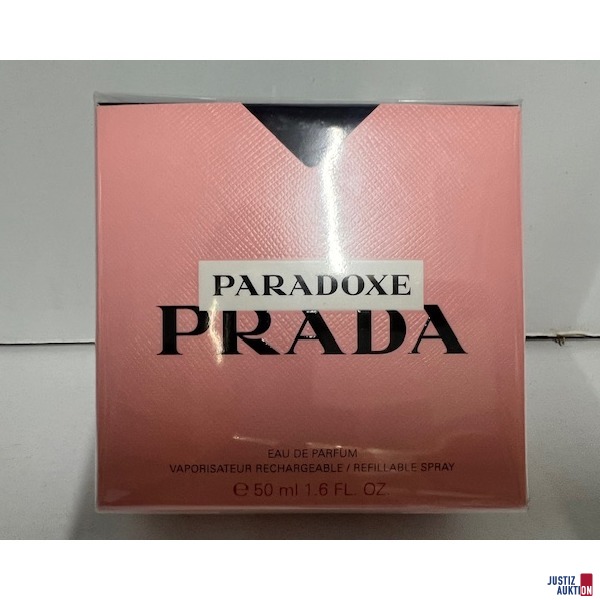 PARADOXE
PRADA
EAU DE PARFUM
VAPORISATEUR RECHARGEABLE / REFILLABLE SPRAY
℮ 50 ml 1.6 FL. OZ.
JUSTIZ
AUKTION